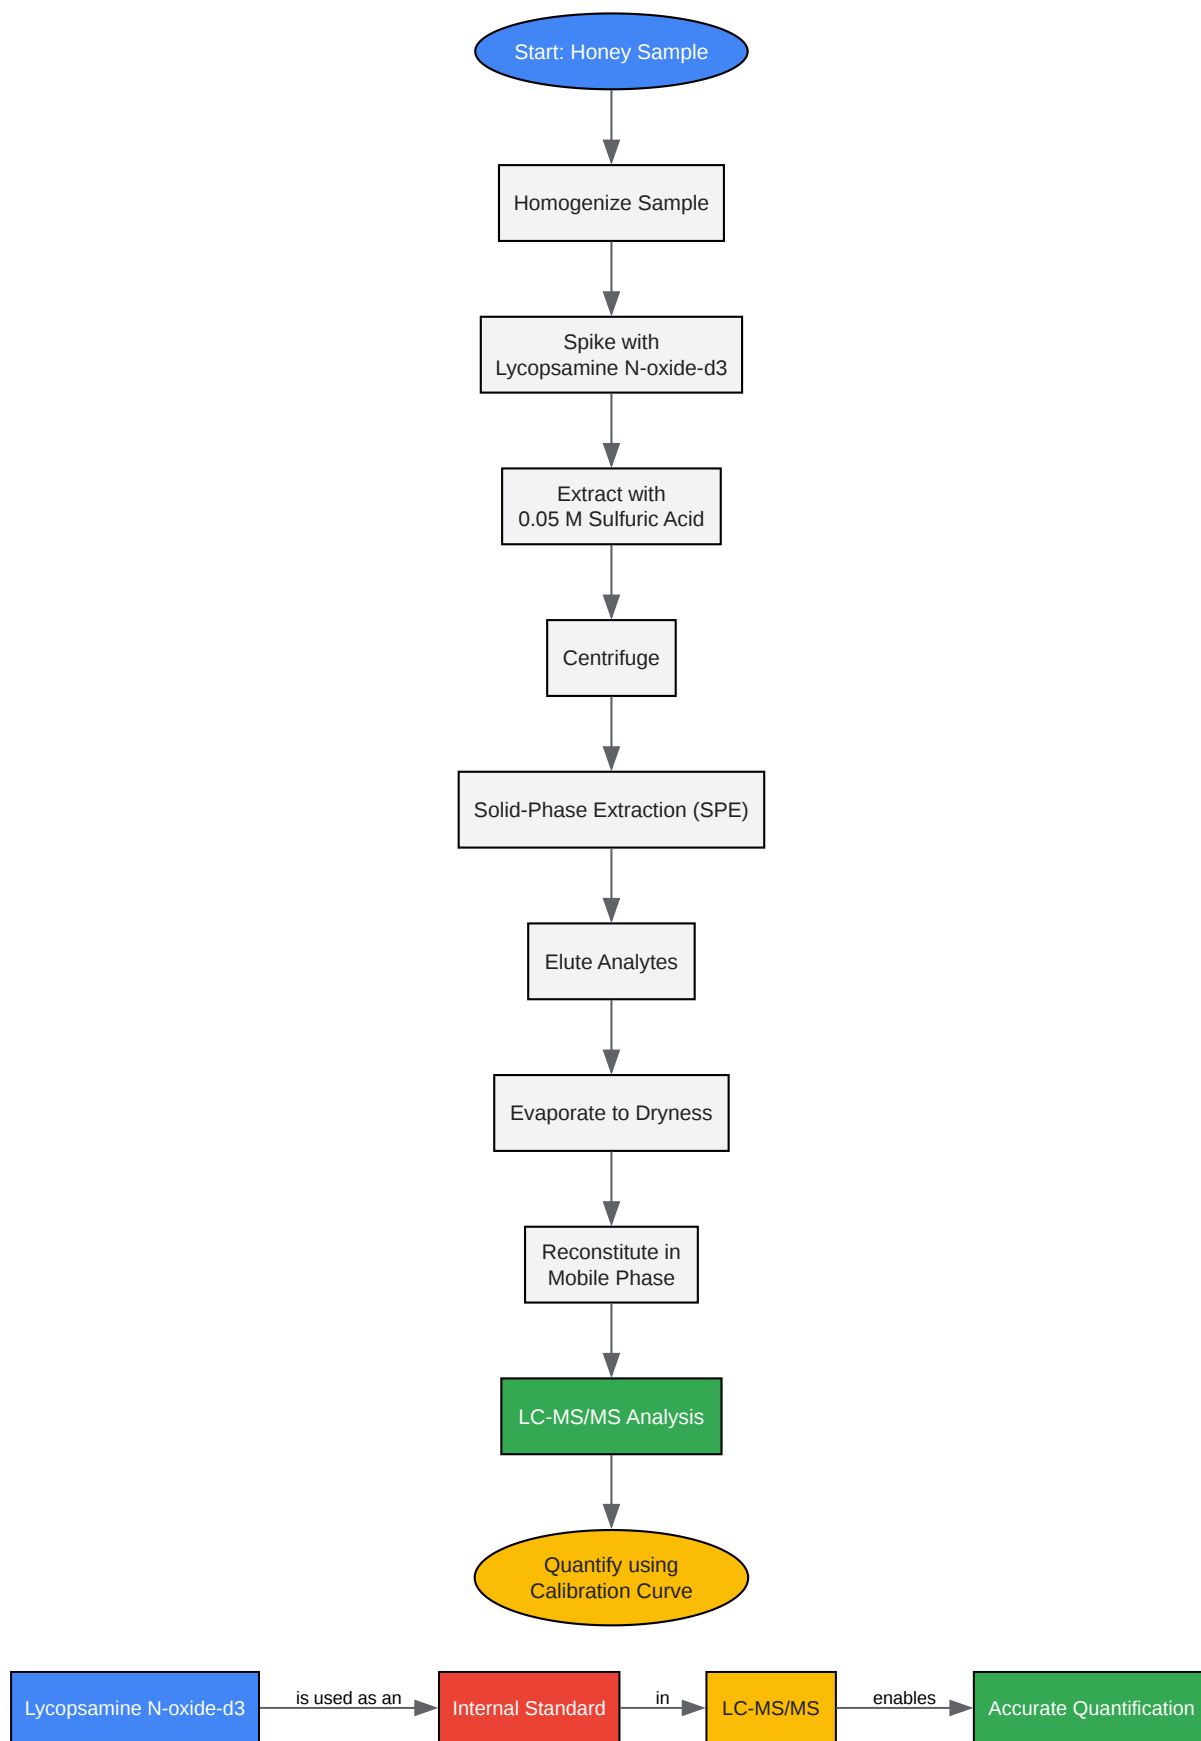 Start: Honey Sample
Homogenize Sample
Spike with
Lycopsamine N-oxide-d3
Extract with
0.05 M Sulfuric Acid
Centrifuge
Solid-Phase Extraction (SPE)
Elute Analytes
Evaporate to Dryness
Reconstitute in
Mobile Phase
LC-MS/MS Analysis
Quantify using
Calibration Curve
Lycopsamine N-oxide-d3
is used as an
Internal Standard
in
LC-MS/MS
enables
Accurate Quantification